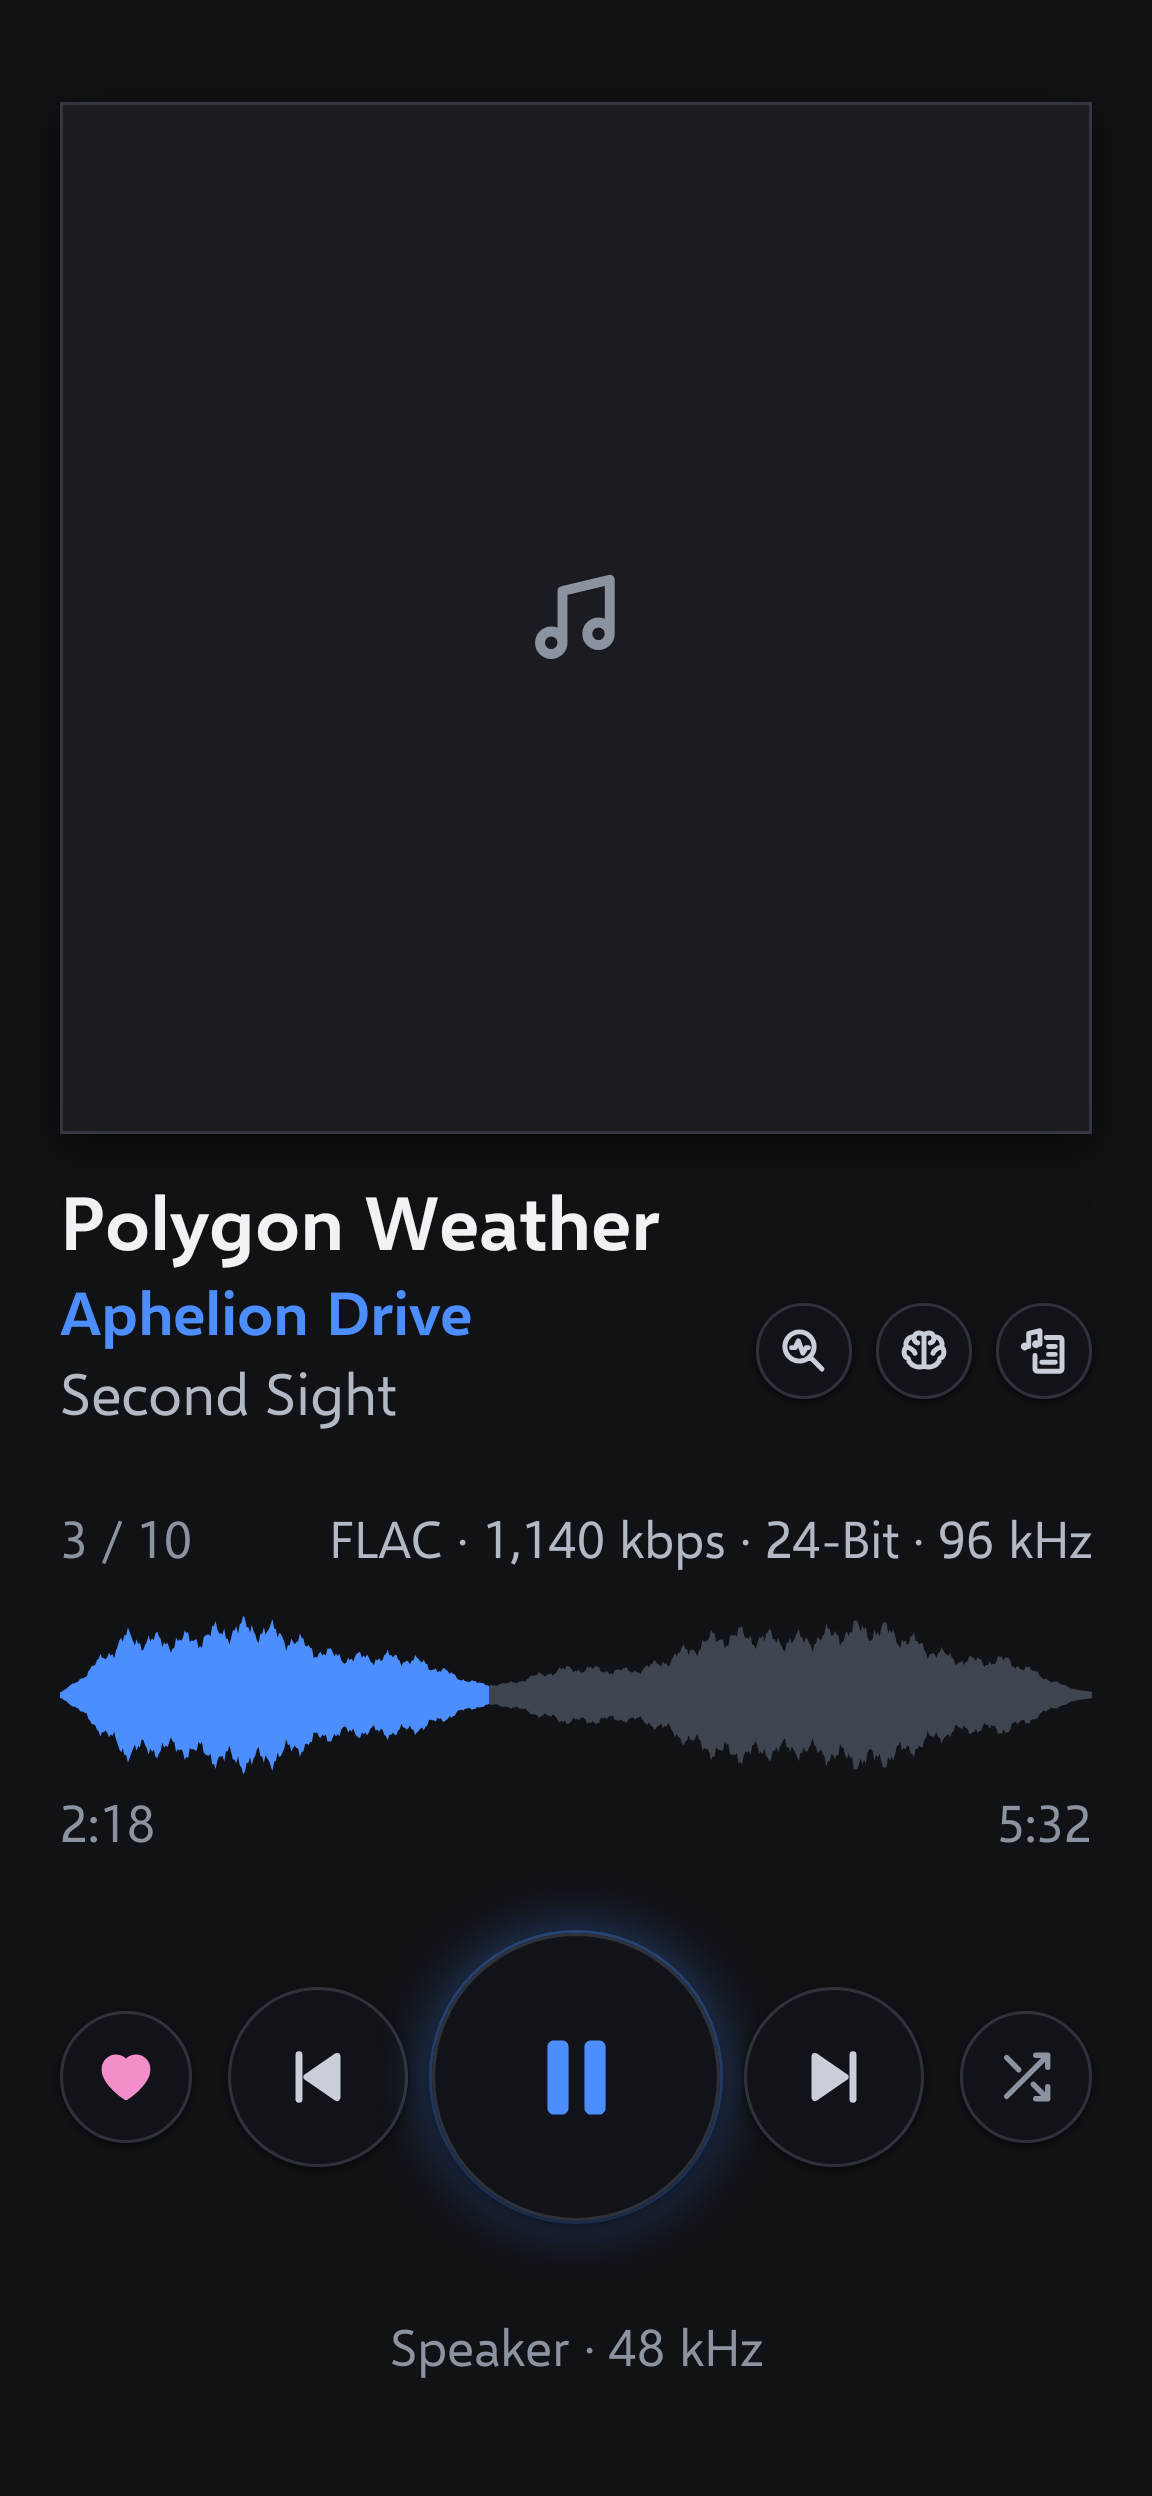 Polygon Weather
Aphelion Drive
Second Sight
3 / 10
FLAC · 1,140 kbps · 24-Bit · 96 kHz
2:18
5:32
Speaker · 48 kHz